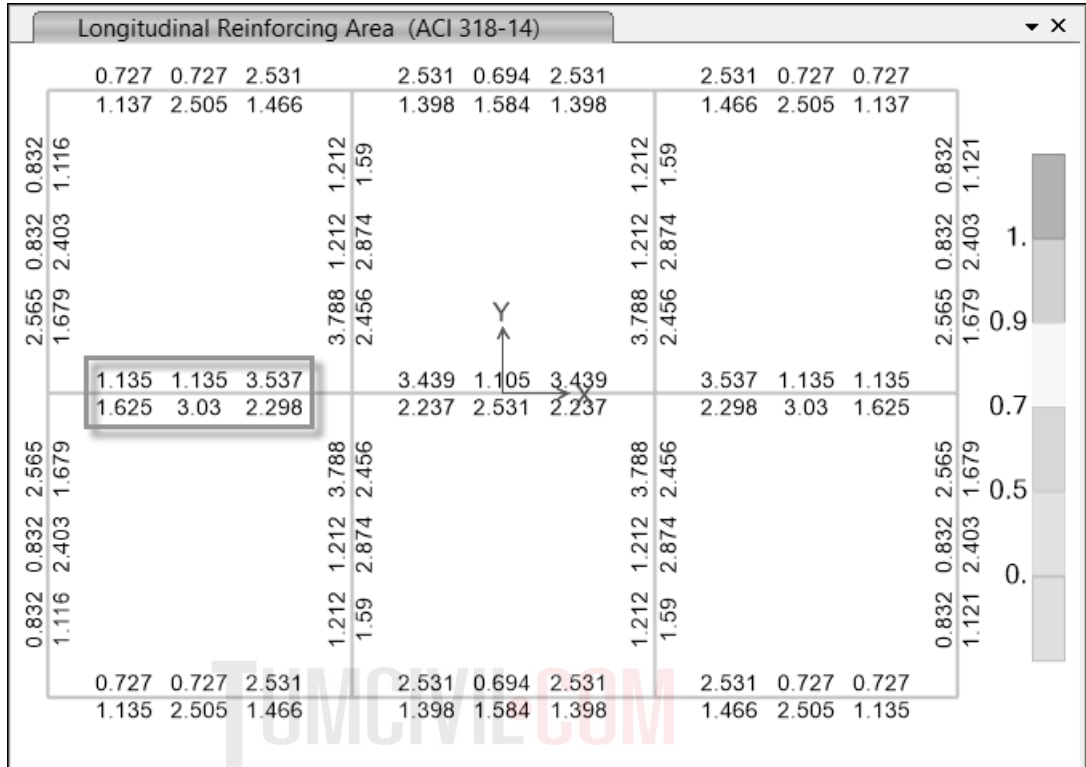 Longitudinal Reinforcing Area (ACI 318-14)
0.727 0.727 2.531 2.531 0.694 2.531 2.531 0.727 0.727
1.137 2.505 1.466 1.398 1.584 1.398 1.466 2.505 1.137
0.832 1.116 1.212 1.59 1.212 1.59 0.832 1.121
0.832 2.403 1.212 2.874 1.212 2.874 0.832 2.403
1.
2.565 1.679 3.788 2.456 3.788 2.456 2.565 1.679
0.9
Y
1.135 1.135 3.537 3.439 1.105 3.439 3.537 1.135 1.135
X
1.625 3.03 2.298 2.237 2.531 2.237 2.298 3.03 1.625
0.7
2.565 1.679 3.788 2.456 3.788 2.456 2.565 1.679
0.5
0.832 2.403 1.212 2.874 1.212 2.874 0.832 2.403
0.
0.832 1.116 1.212 1.59 1.212 1.59 0.832 1.121
0.727 0.727 2.531 2.531 0.694 2.531 2.531 0.727 0.727
1.135 2.505 1.466 1.398 1.584 1.398 1.466 2.505 1.135
TUMCIVIL.COM